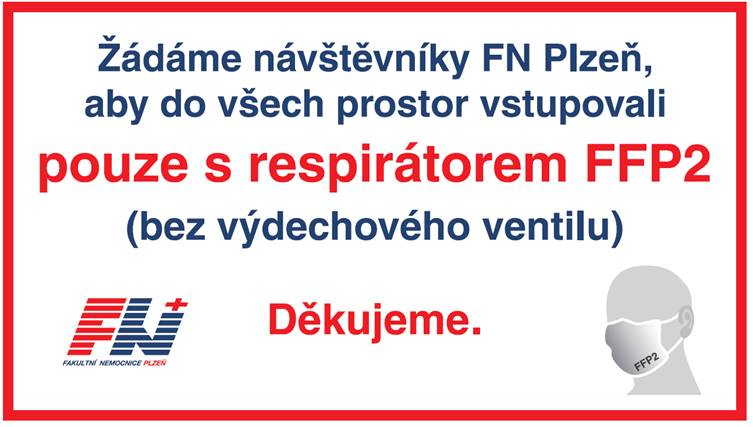 Žádáme návštěvníky FN Plzeň,
aby do všech prostor vstupovali
pouze s respirátorem FFP2
(bez výdechového ventilu)
Děkujeme.
FN+
FAKULTNÍ NEMOCNICE PLZEŇ
FFP2